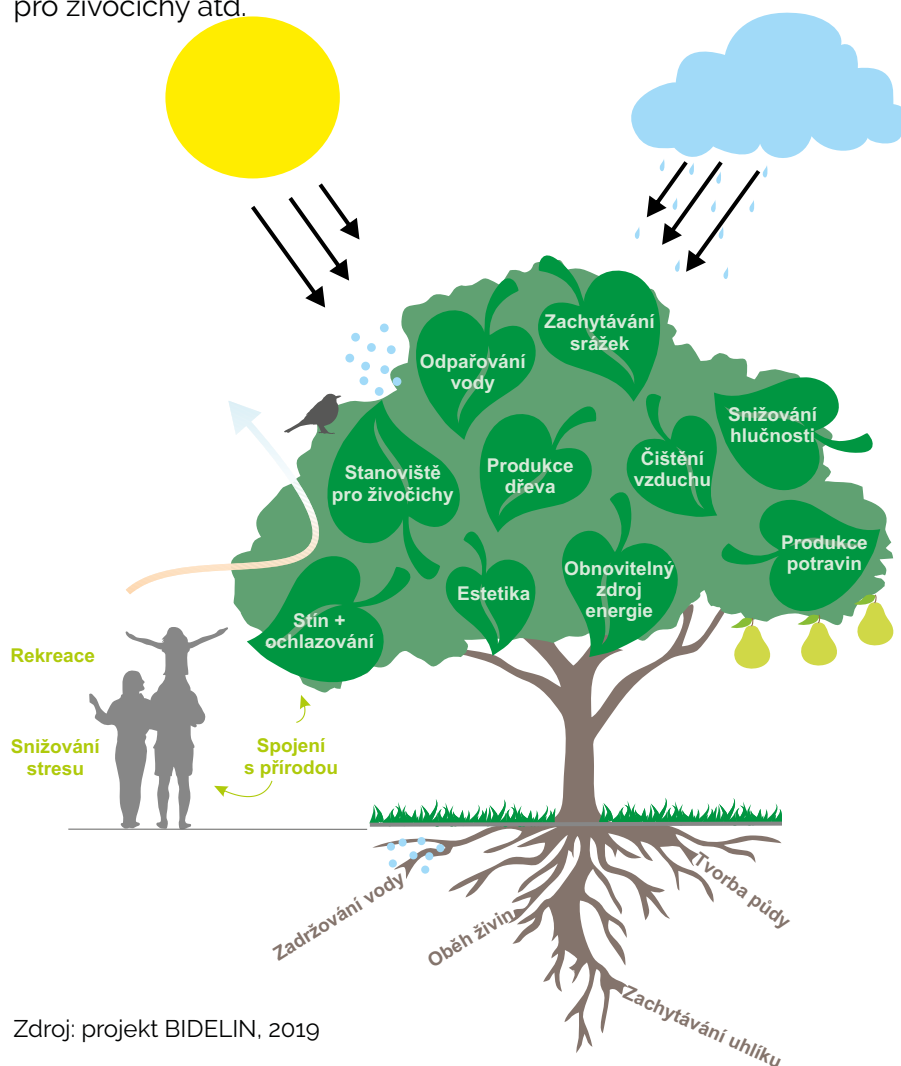 pro živočichy atd.
Zachytávání
srážek
Odpařování
vody
Snižování
hlučnosti
Stanoviště
pro živočichy
Produkce
dřeva
Čištění
vzduchu
Produkce
potravin
Obnovitelný
zdroj
energie
Estetika
Stín +
ochlazování
Rekreace
Snižování
stresu
Spojení
s přírodou
Zadržování vody
Oběh živin
Tvorba půdy
Zachytávání uhlíku
Zdroj: projekt BIDELIN, 2019